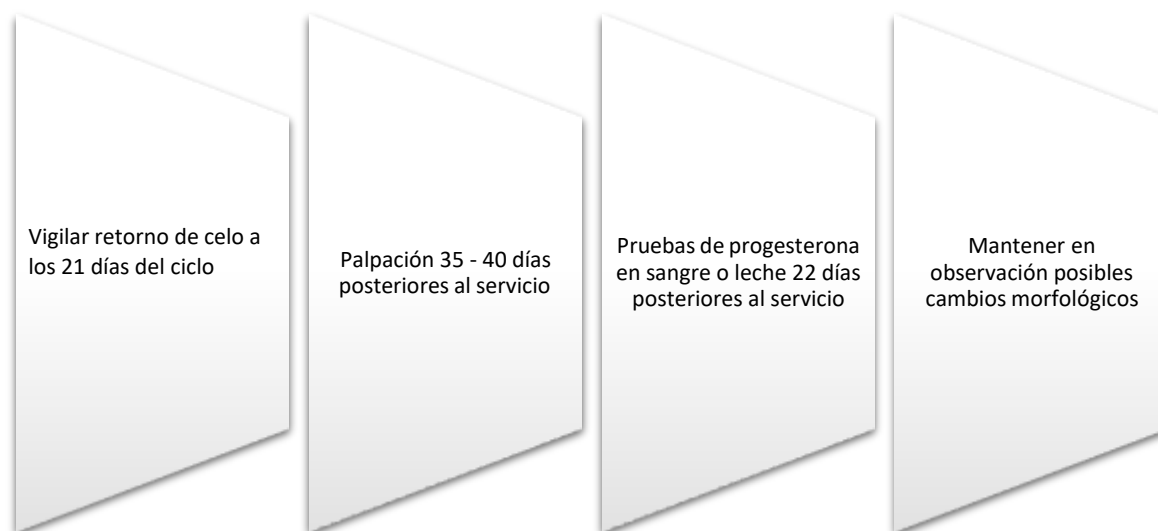 Vigilar retorno de celo a
los 21 días del ciclo
Palpación 35 - 40 días
posteriores al servicio
Pruebas de progesterona
en sangre o leche 22 días
posteriores al servicio
Mantener en
observación posibles
cambios morfológicos